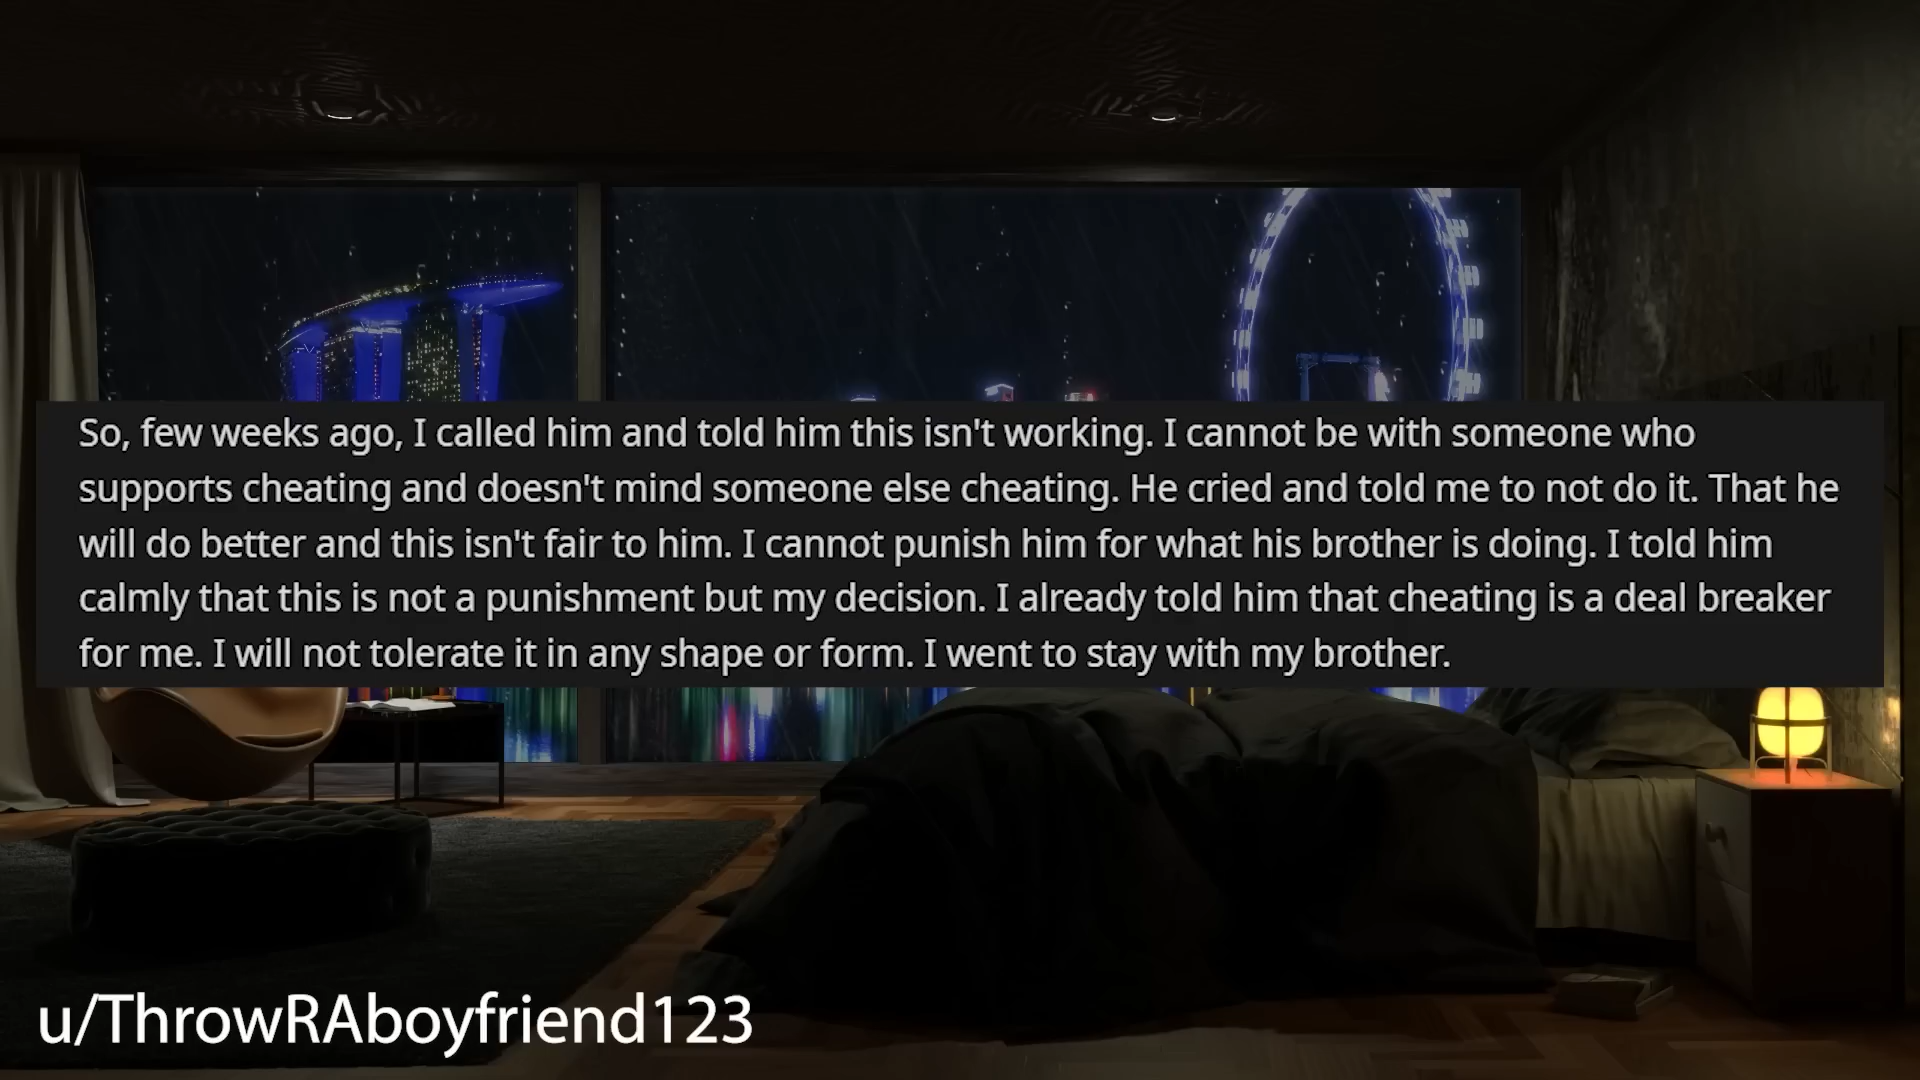 So, few weeks ago, I called him and told him this isn't working. I cannot be with someone who
supports cheating and doesn't mind someone else cheating. He cried and told me to not do it. That he
will do better and this isn't fair to him. I cannot punish him for what his brother is doing. I told him
calmly that this is not a punishment but my decision. I already told him that cheating is a deal breaker
for me. I will not tolerate it in any shape or form. I went to stay with my brother.
u/ThrowRAboyfriend123